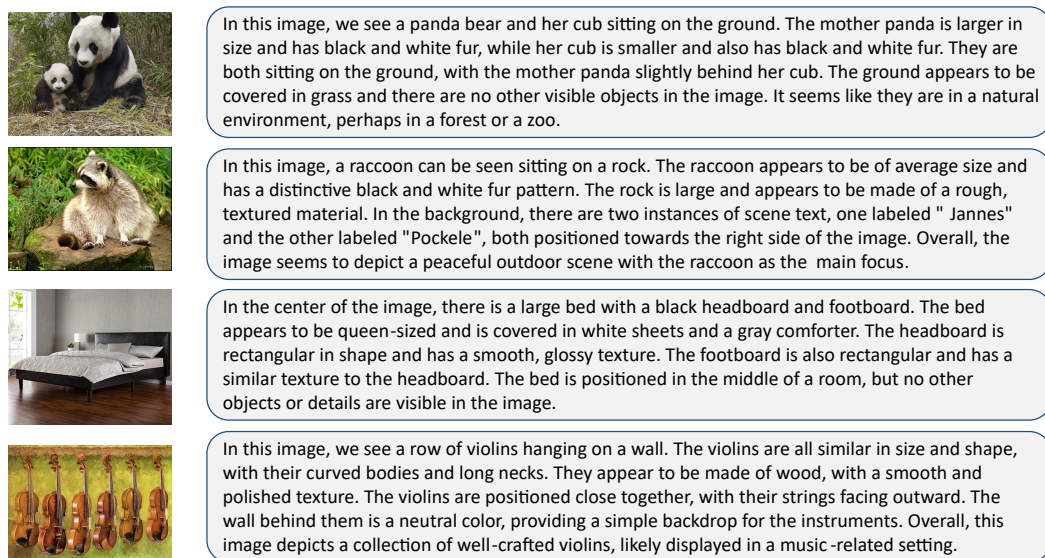 In this image, we see a panda bear and her cub sitting on the ground. The mother panda is larger in
size and has black and white fur, while her cub is smaller and also has black and white fur. They are
both sitting on the ground, with the mother panda slightly behind her cub. The ground appears to be
covered in grass and there are no other visible objects in the image. It seems like they are in a natural
environment, perhaps in a forest or a zoo.
In this image, a raccoon can be seen sitting on a rock. The raccoon appears to be of average size and
has a distinctive black and white fur pattern. The rock is large and appears to be made of a rough,
textured material. In the background, there are two instances of scene text, one labeled " Jannes"
and the other labeled "Pockele", both positioned towards the right side of the image. Overall, the
image seems to depict a peaceful outdoor scene with the raccoon as the main focus.
In the center of the image, there is a large bed with a black headboard and footboard. The bed
appears to be queen-sized and is covered in white sheets and a gray comforter. The headboard is
rectangular in shape and has a smooth, glossy texture. The footboard is also rectangular and has a
similar texture to the headboard. The bed is positioned in the middle of a room, but no other
objects or details are visible in the image.
In this image, we see a row of violins hanging on a wall. The violins are all similar in size and shape,
with their curved bodies and long necks. They appear to be made of wood, with a smooth and
polished texture. The violins are positioned close together, with their strings facing outward. The
wall behind them is a neutral color, providing a simple backdrop for the instruments. Overall, this
image depicts a collection of well-crafted violins, likely displayed in a music-related setting.